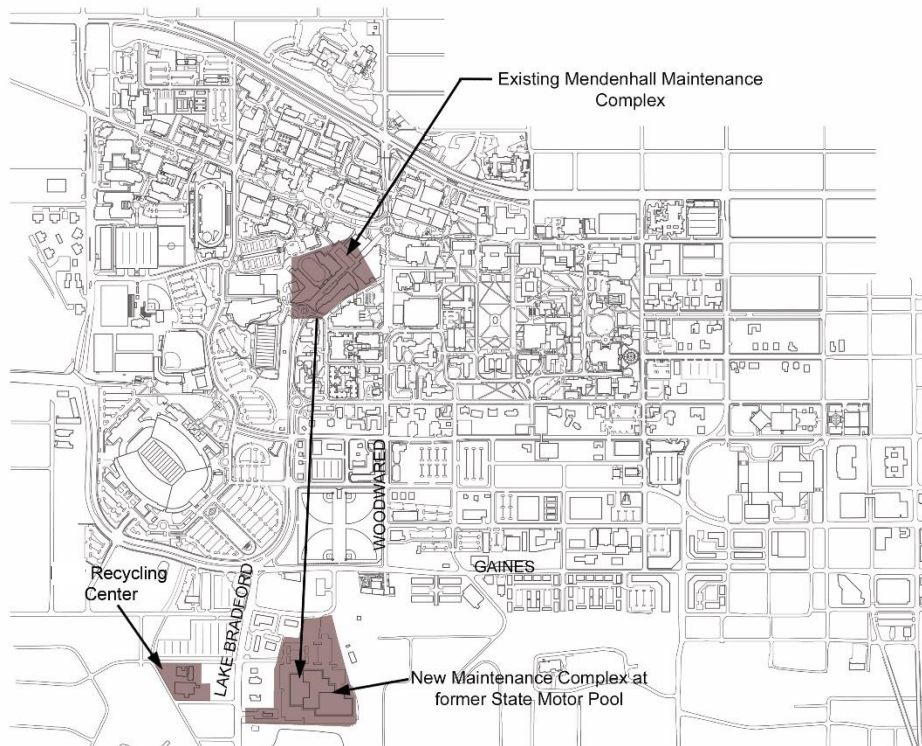 Existing Mendenhall Maintenance
Complex
WOODWARED
GAINES
Recycling
Center
LAKE BRADFORD
New Maintenance Complex at
former State Motor Pool